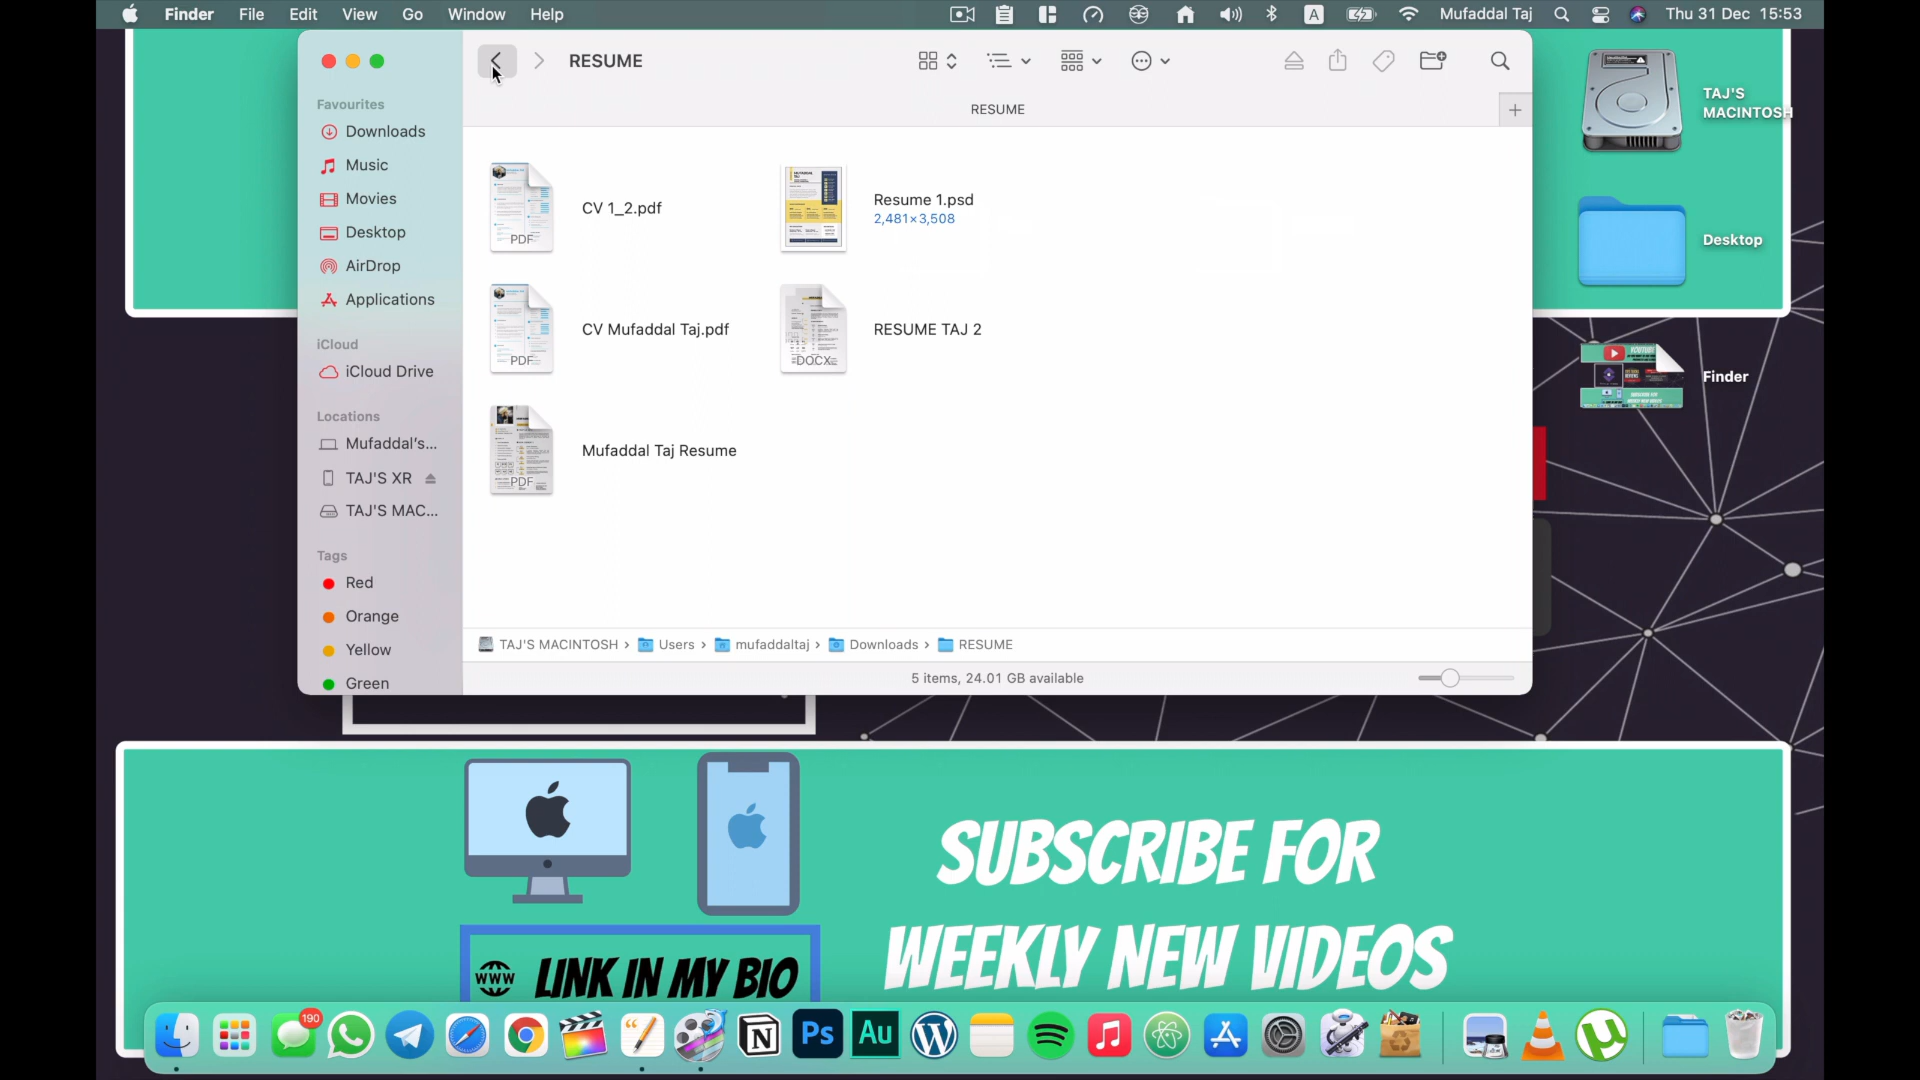 Finder File Edit View Go Window Help
A Mufaddal Taj Thu 31 Dec 15:53
RESUME
RESUME
Favourites
Downloads
Music
Movies
Desktop
AirDrop
Applications
iCloud
iCloud Drive
Locations
Mufaddal's...
TAJ'S XR
TAJ'S MAC...
Tags
Red
Orange
Yellow
Green
PDF
CV 1_2.pdf
Resume 1.psd
2,481×3,508
PDF
CV Mufaddal Taj.pdf
DOCX
RESUME TAJ 2
PDF
Mufaddal Taj Resume
TAJ'S MACINTOSH › Users › mufaddaltaj › Downloads › RESUME
5 items, 24.01 GB available
TAJ'S
MACINTOSH
Desktop
Finder
SUBSCRIBE FOR
WEEKLY NEW VIDEOS
WWW LINK IN MY BIO
190
Ps
Au